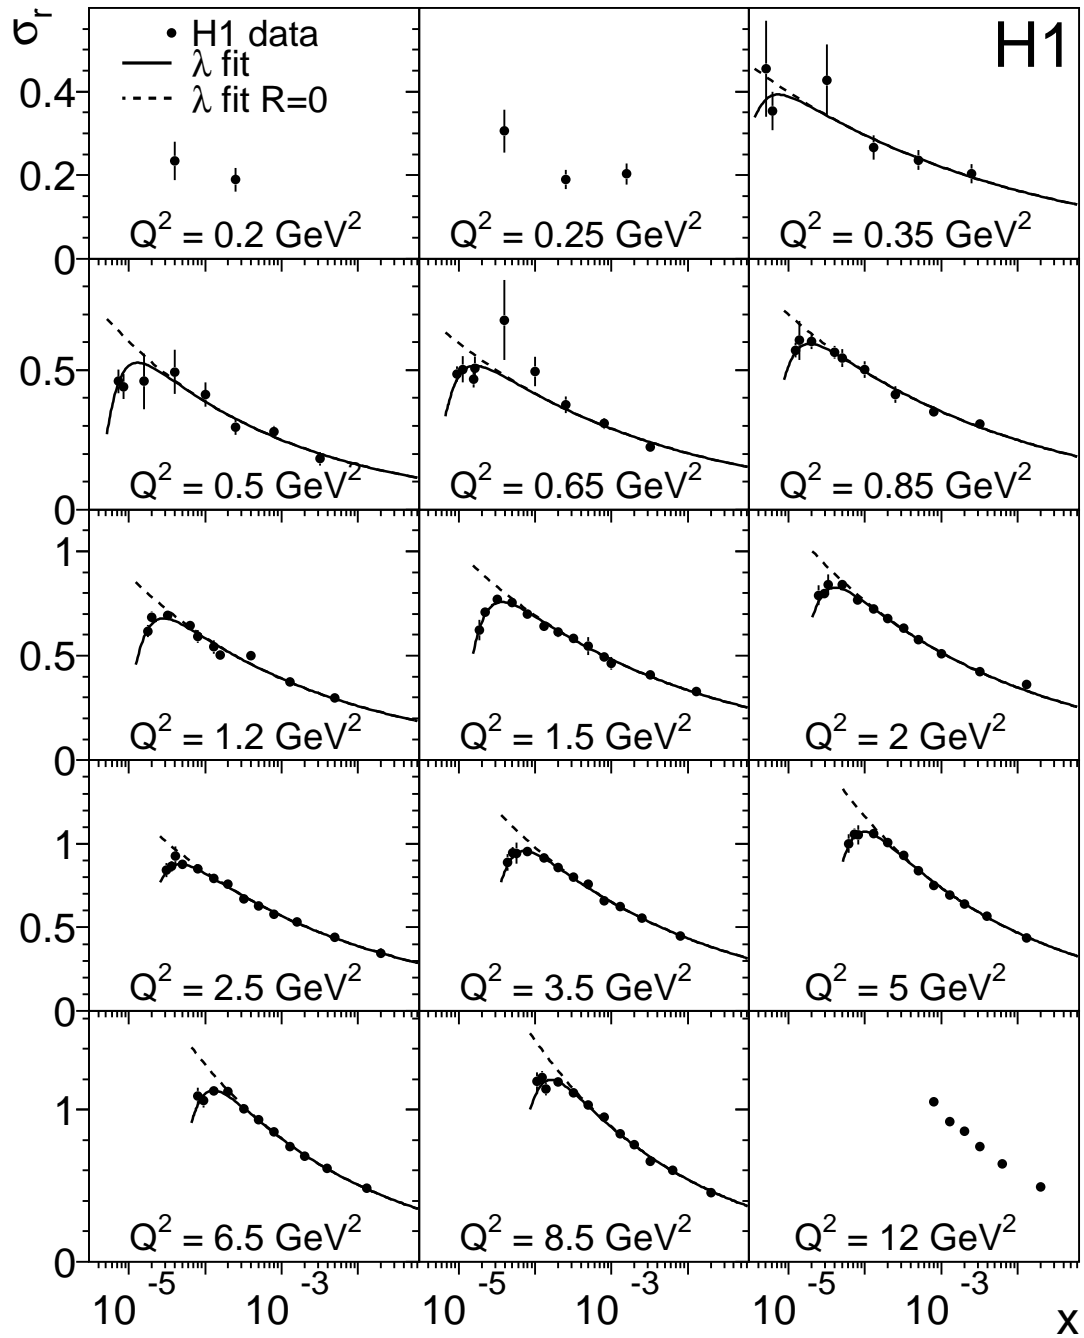 σr
H1 data
λ fit
λ fit R=0
H1
0.4
0.2
0
Q² = 0.2 GeV²
Q² = 0.25 GeV²
Q² = 0.35 GeV²
0.5
0
Q² = 0.5 GeV²
Q² = 0.65 GeV²
Q² = 0.85 GeV²
1
0.5
0
Q² = 1.2 GeV²
Q² = 1.5 GeV²
Q² = 2 GeV²
1
0.5
0
Q² = 2.5 GeV²
Q² = 3.5 GeV²
Q² = 5 GeV²
1
0
Q² = 6.5 GeV²
Q² = 8.5 GeV²
Q² = 12 GeV²
10⁻⁵ 10⁻³ 10⁻⁵ 10⁻³ 10⁻⁵ 10⁻³
x